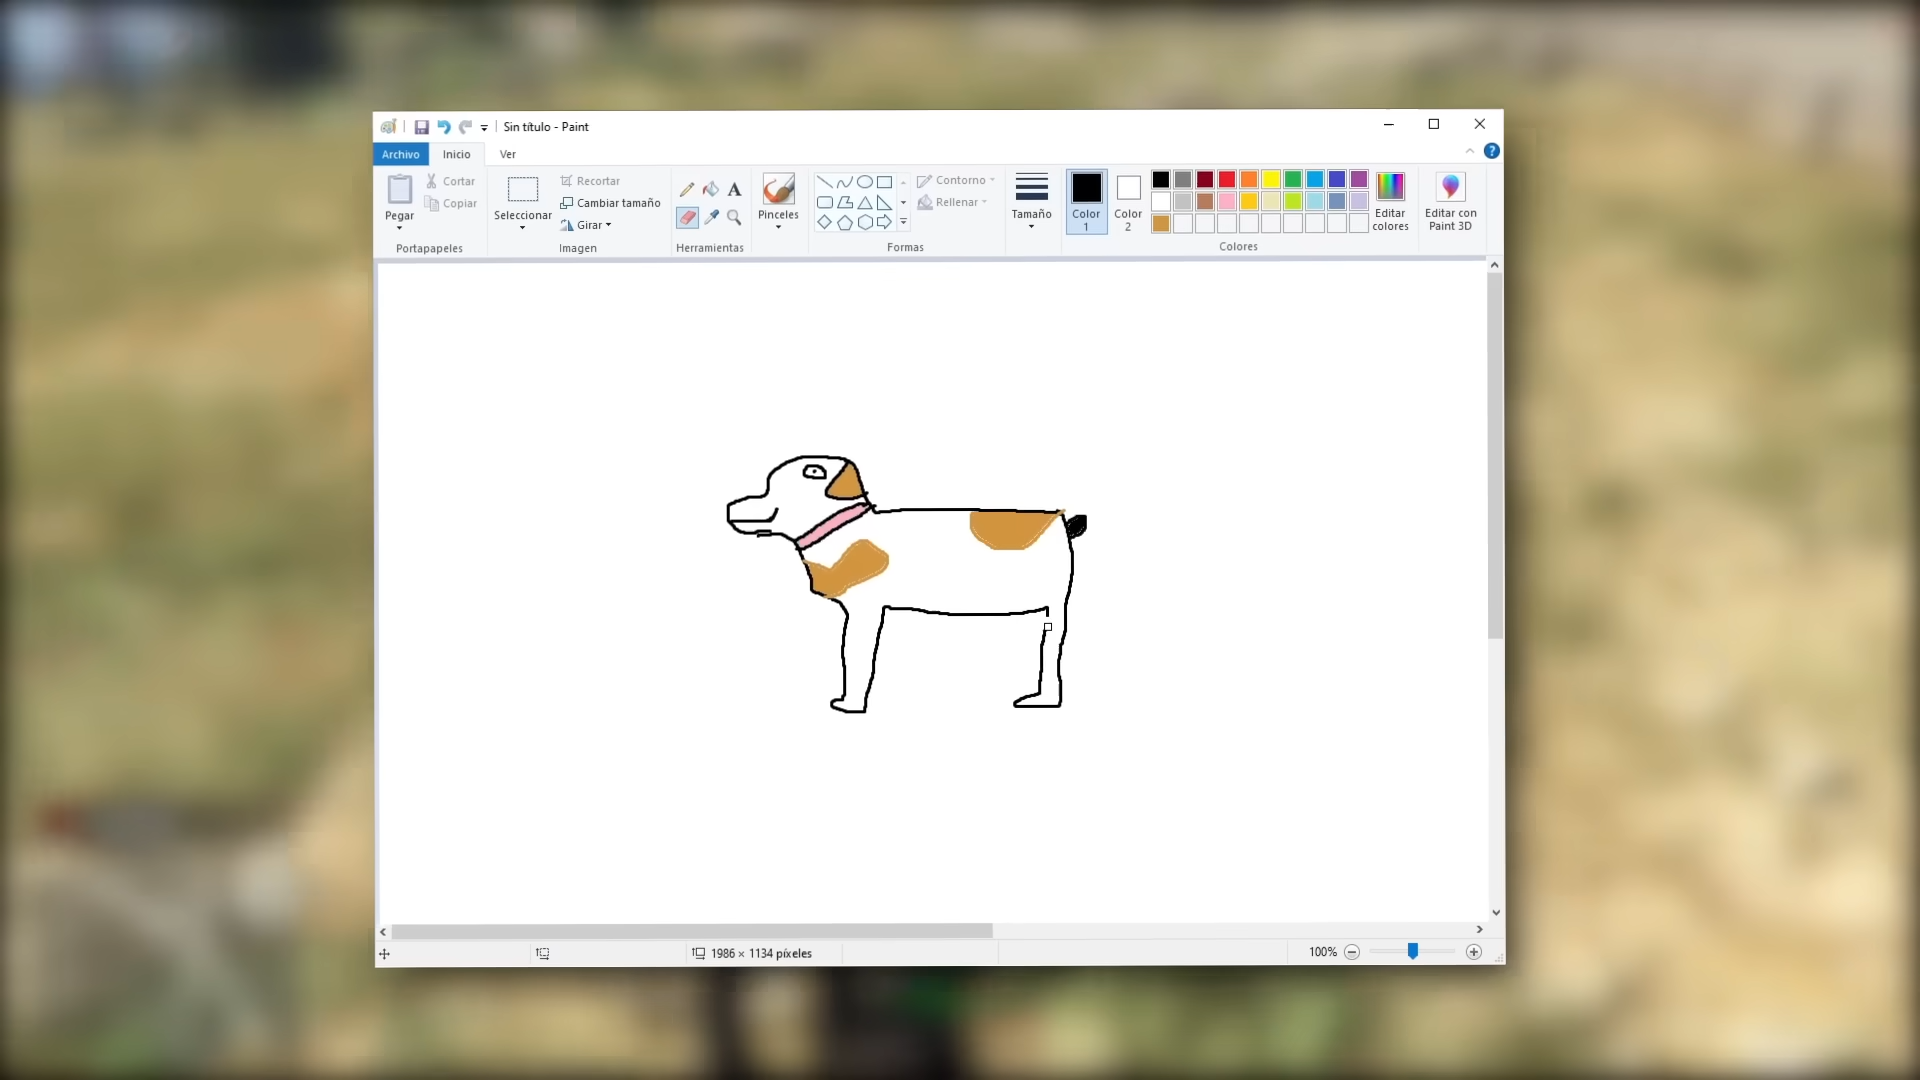 Sin título - Paint
Archivo Inicio Ver
Pegar
Cortar
Copiar
Portapapeles
Seleccionar
Recortar
Cambiar tamaño
Girar
Imagen
A
Herramientas
Pinceles
Contorno
Rellenar
Formas
Tamaño
Color
1
Color
2
Editar
colores
Colores
Editar con
Paint 3D
?
1986 × 1134 píxeles
100%